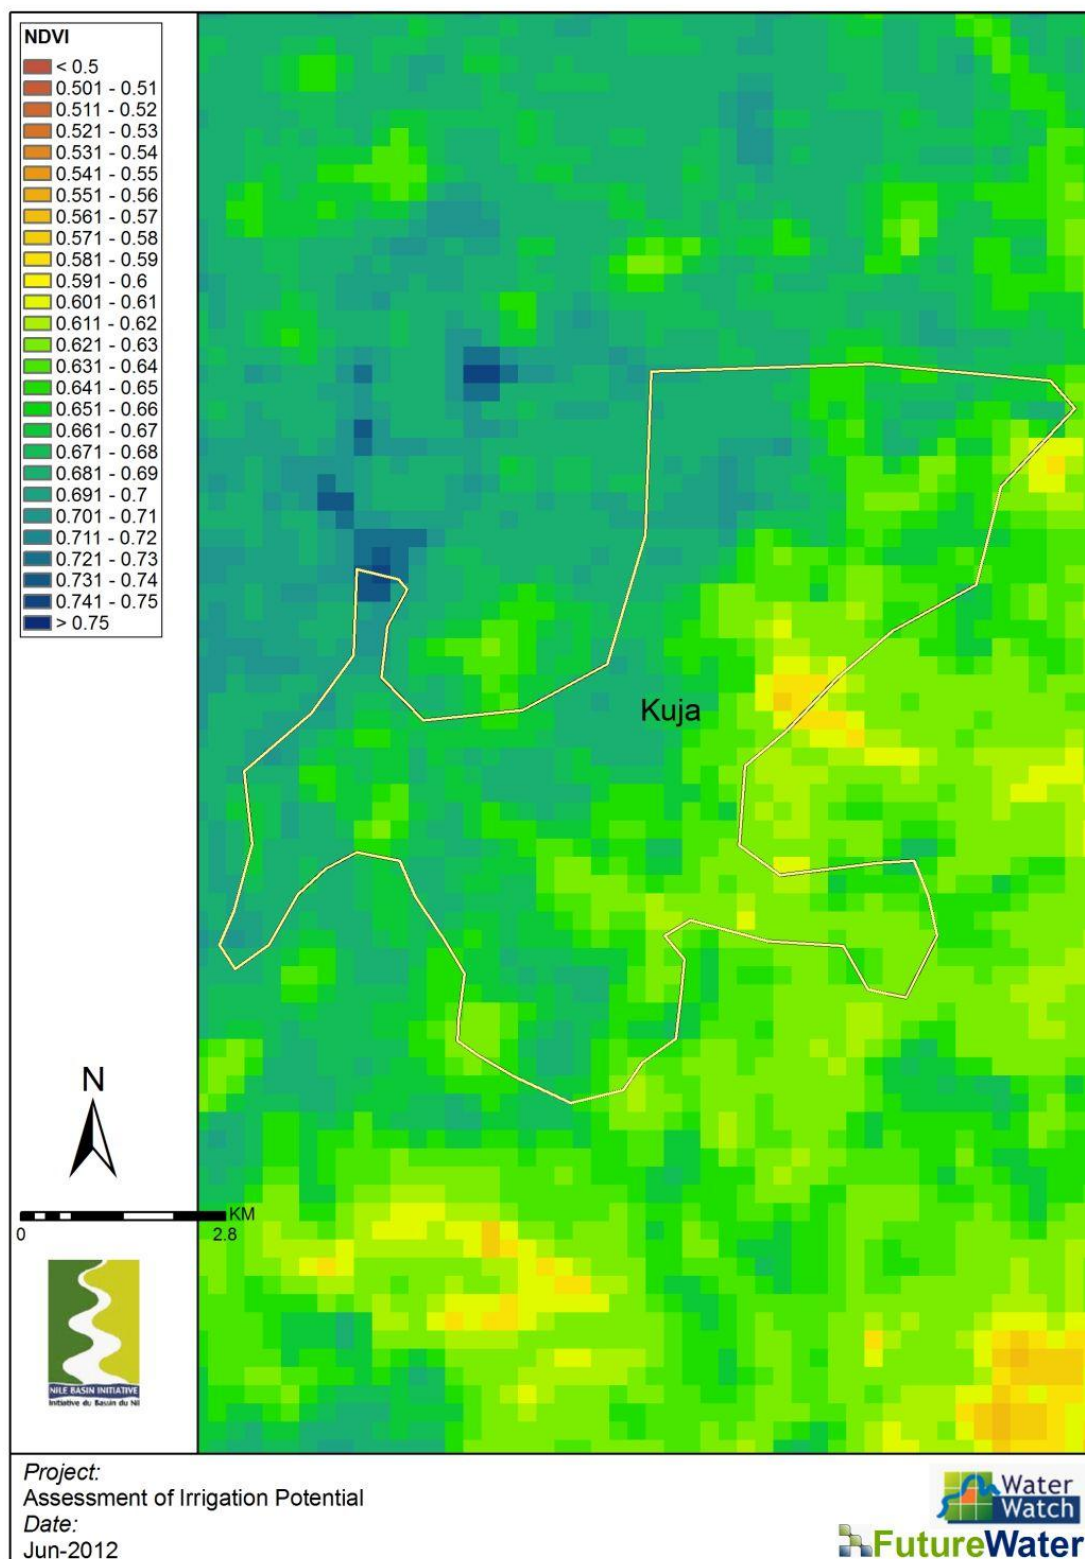 NDVI
< 0.5
0.501 - 0.51
0.511 - 0.52
0.521 - 0.53
0.531 - 0.54
0.541 - 0.55
0.551 - 0.56
0.561 - 0.57
0.571 - 0.58
0.581 - 0.59
0.591 - 0.6
0.601 - 0.61
0.611 - 0.62
0.621 - 0.63
0.631 - 0.64
0.641 - 0.65
0.651 - 0.66
0.661 - 0.67
0.671 - 0.68
0.681 - 0.69
0.691 - 0.7
0.701 - 0.71
0.711 - 0.72
0.721 - 0.73
0.731 - 0.74
0.741 - 0.75
> 0.75
Kuja
N
KM
0 2.8
NILE BASIN INITIATIVE
Initiative du Bassin du Nil
Project:
Assessment of Irrigation Potential
Date:
Jun-2012
Water
Watch
FutureWater